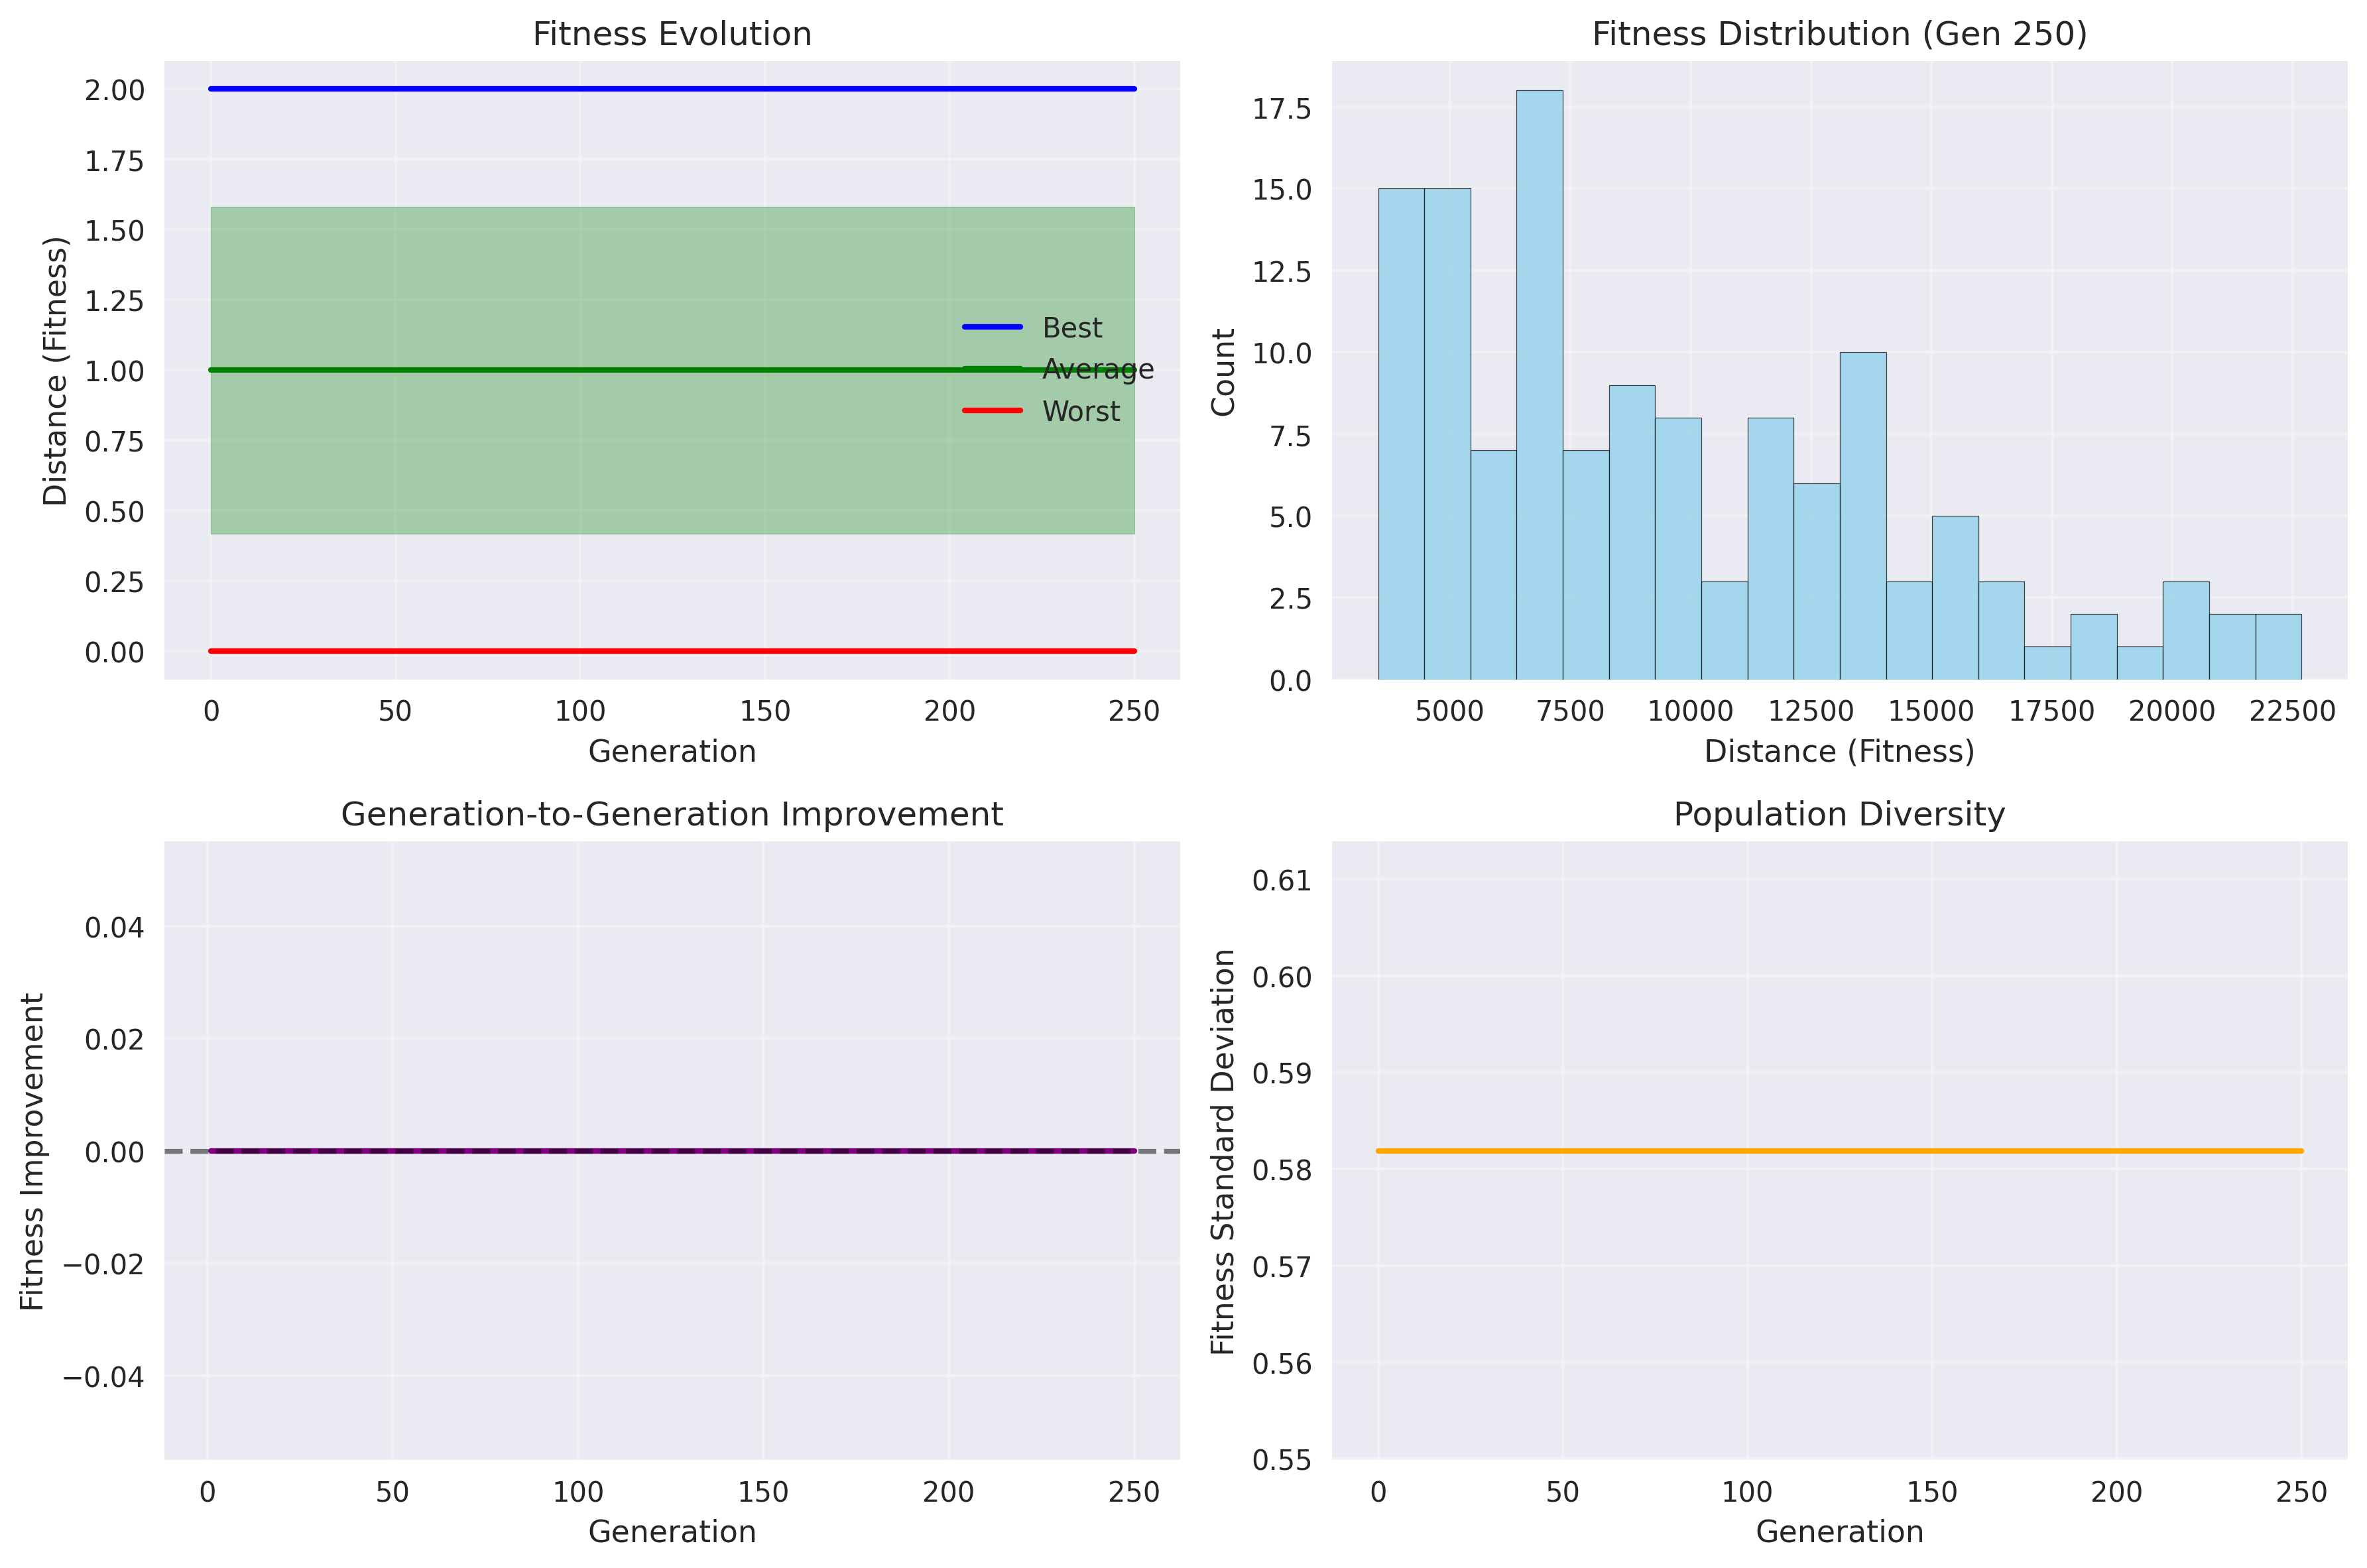 Fitness Evolution
2.00
1.75
1.50
1.25
1.00
0.75
0.50
0.25
0.00
Distance (Fitness)
Best
Average
Worst
0 50 100 150 200 250
Generation
Fitness Distribution (Gen 250)
17.5
15.0
12.5
10.0
7.5
5.0
2.5
0.0
Count
5000 7500 10000 12500 15000 17500 20000 22500
Distance (Fitness)
Generation-to-Generation Improvement
0.04
0.02
0.00
−0.02
−0.04
Fitness Improvement
0 50 100 150 200 250
Generation
Population Diversity
0.61
0.60
0.59
0.58
0.57
0.56
0.55
Fitness Standard Deviation
0 50 100 150 200 250
Generation